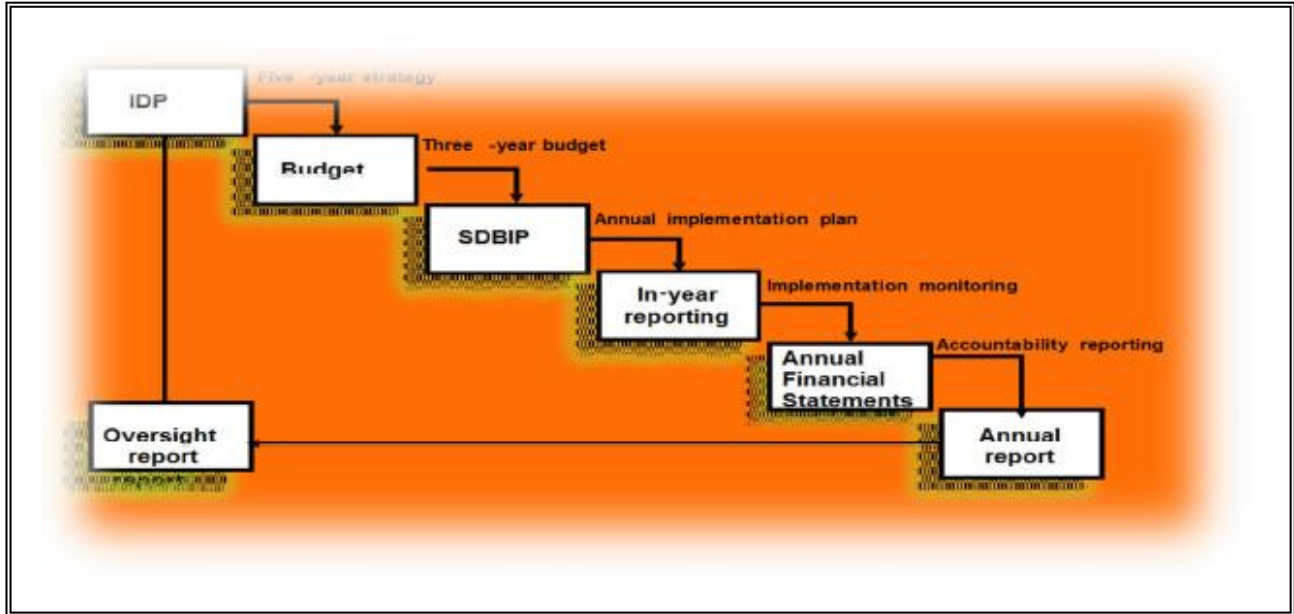 Five -year strategy
IDP
Three -year budget
Budget
Annual implementation plan
SDBIP
Implementation monitoring
In-year
reporting
Accountability reporting
Annual
Financial
Statements
Annual
report
Oversight
report
report